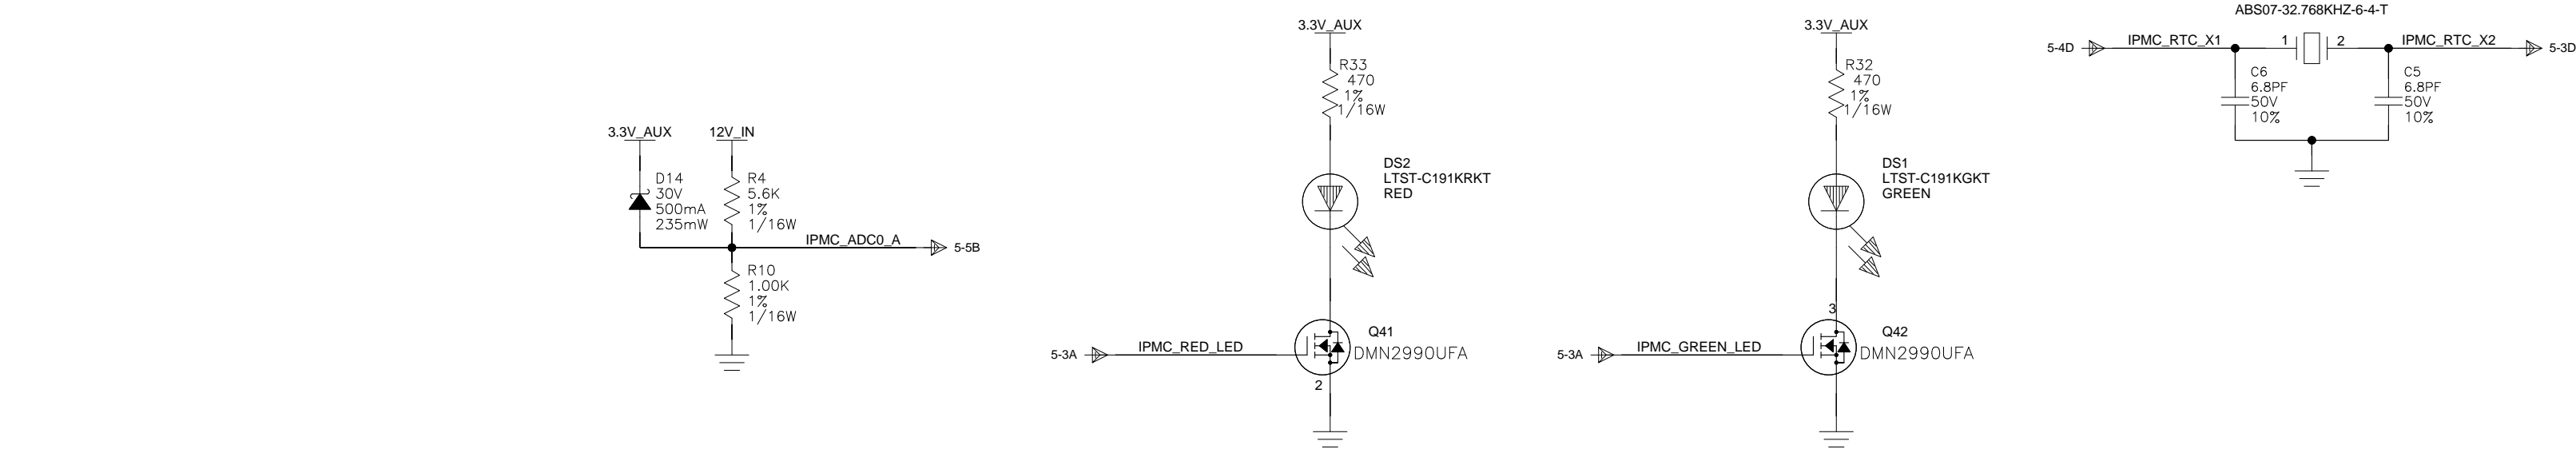 3.3V_AUX
12V_IN
D14
30V
500mA
235mW
R4
5.6K
1%
1/16W
IPMC_ADC0_A
5-5B
R10
1.00K
1%
1/16W
3.3V_AUX
R33
470
1%
1/16W
DS2
LTST-C191KRKT
RED
5-3A
IPMC_RED_LED
Q41
DMN2990UFA
2
3.3V_AUX
R32
470
1%
1/16W
DS1
LTST-C191KGKT
GREEN
3
5-3A
IPMC_GREEN_LED
Q42
DMN2990UFA
ABS07-32.768KHZ-6-4-T
5-4D
IPMC_RTC_X1
1
2
IPMC_RTC_X2
5-3D
C6
6.8PF
50V
10%
C5
6.8PF
50V
10%